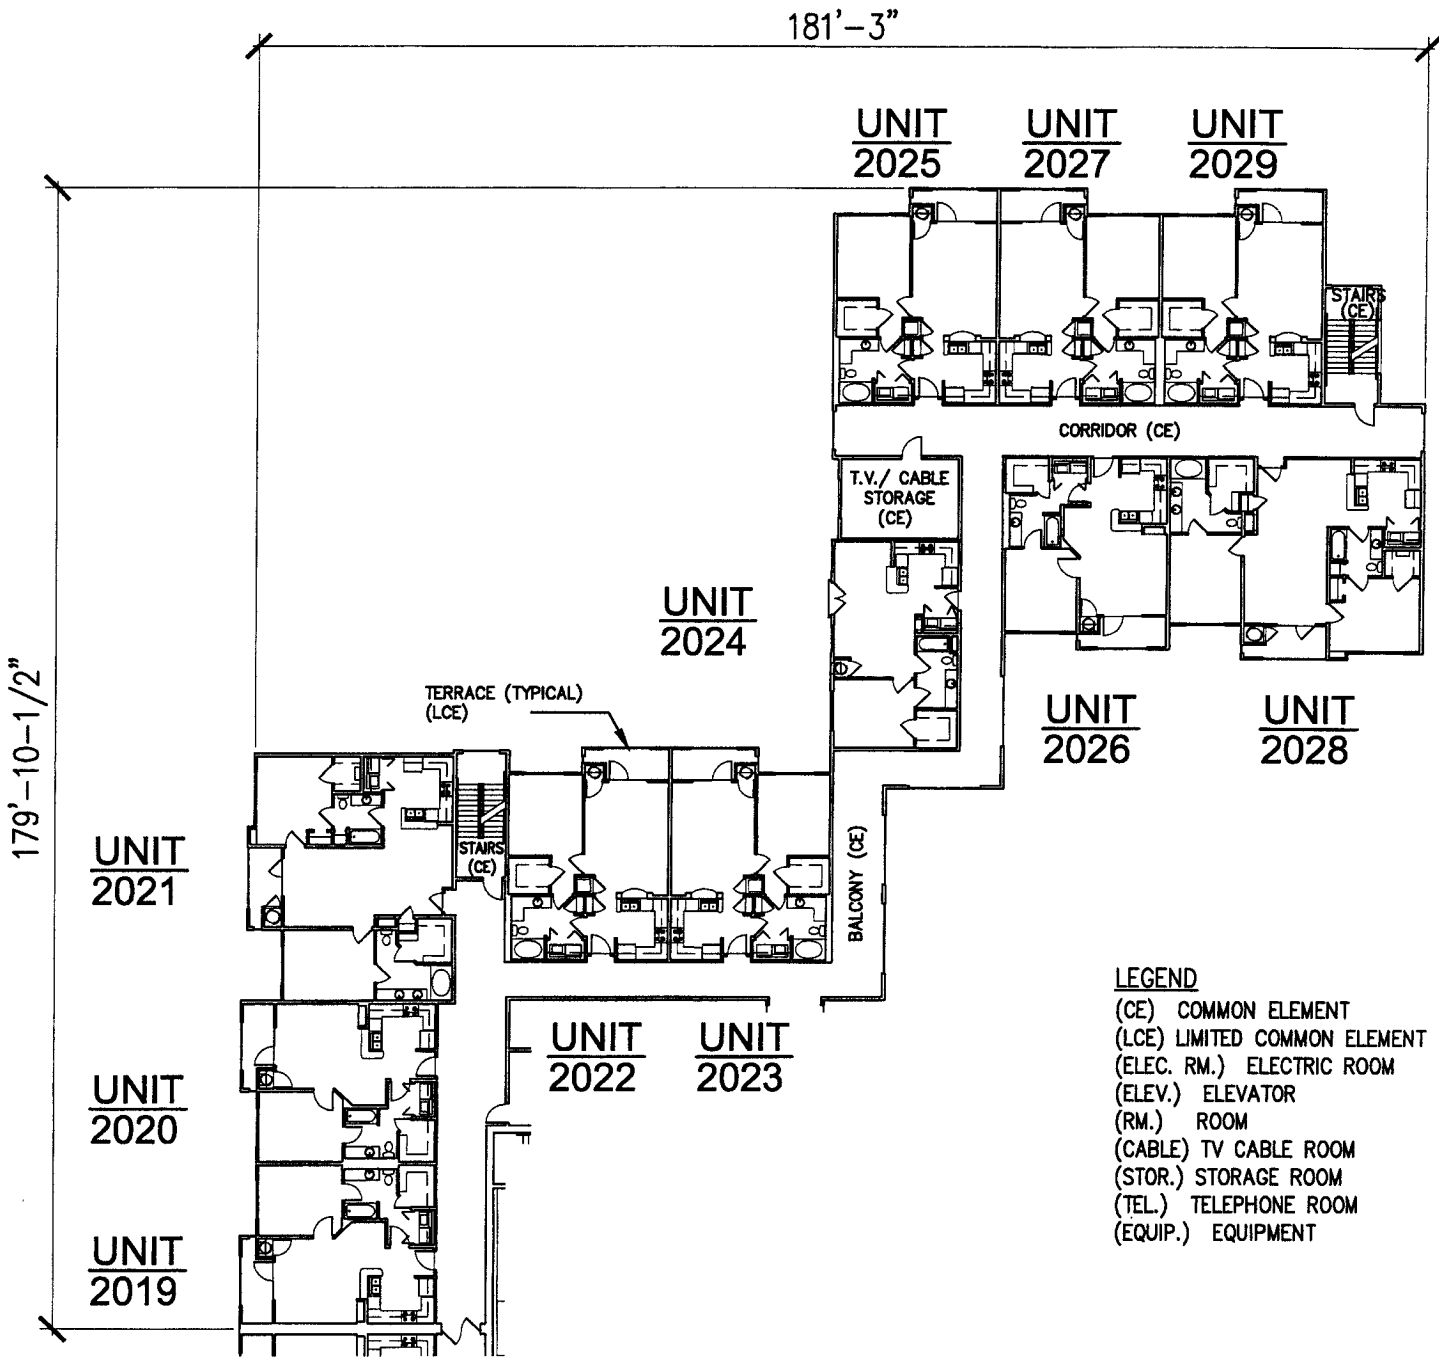 181'-3"
UNIT
2025
UNIT
2027
UNIT
2029
STAIRS
(CE)
CORRIDOR (CE)
T.V./ CABLE
STORAGE
(CE)
UNIT
2024
TERRACE (TYPICAL)
(LCE)
UNIT
2026
UNIT
2028
179'-10-1/2"
UNIT
2021
STAIRS
(CE)
BALCONY (CE)
UNIT
2022
UNIT
2023
UNIT
2020
UNIT
2019
LEGEND
(CE) COMMON ELEMENT
(LCE) LIMITED COMMON ELEMENT
(ELEC. RM.) ELECTRIC ROOM
(ELEV.) ELEVATOR
(RM.) ROOM
(CABLE) TV CABLE ROOM
(STOR.) STORAGE ROOM
(TEL.) TELEPHONE ROOM
(EQUIP.) EQUIPMENT